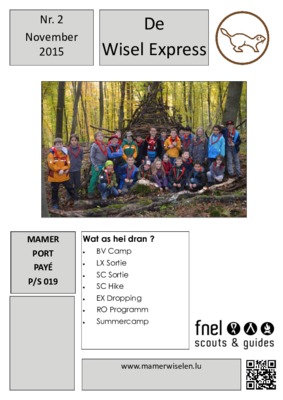 Nr. 2
November
2015
De
Wisel Express
MAMER
PORT
PAYÉ
P/S 019
Wat as hei dran ?
BV Camp
LX Sortie
SC Sortie
SC Hike
EX Dropping
RO Programm
Summercamp
fnel
scouts & guides
www.mamerwiselen.lu